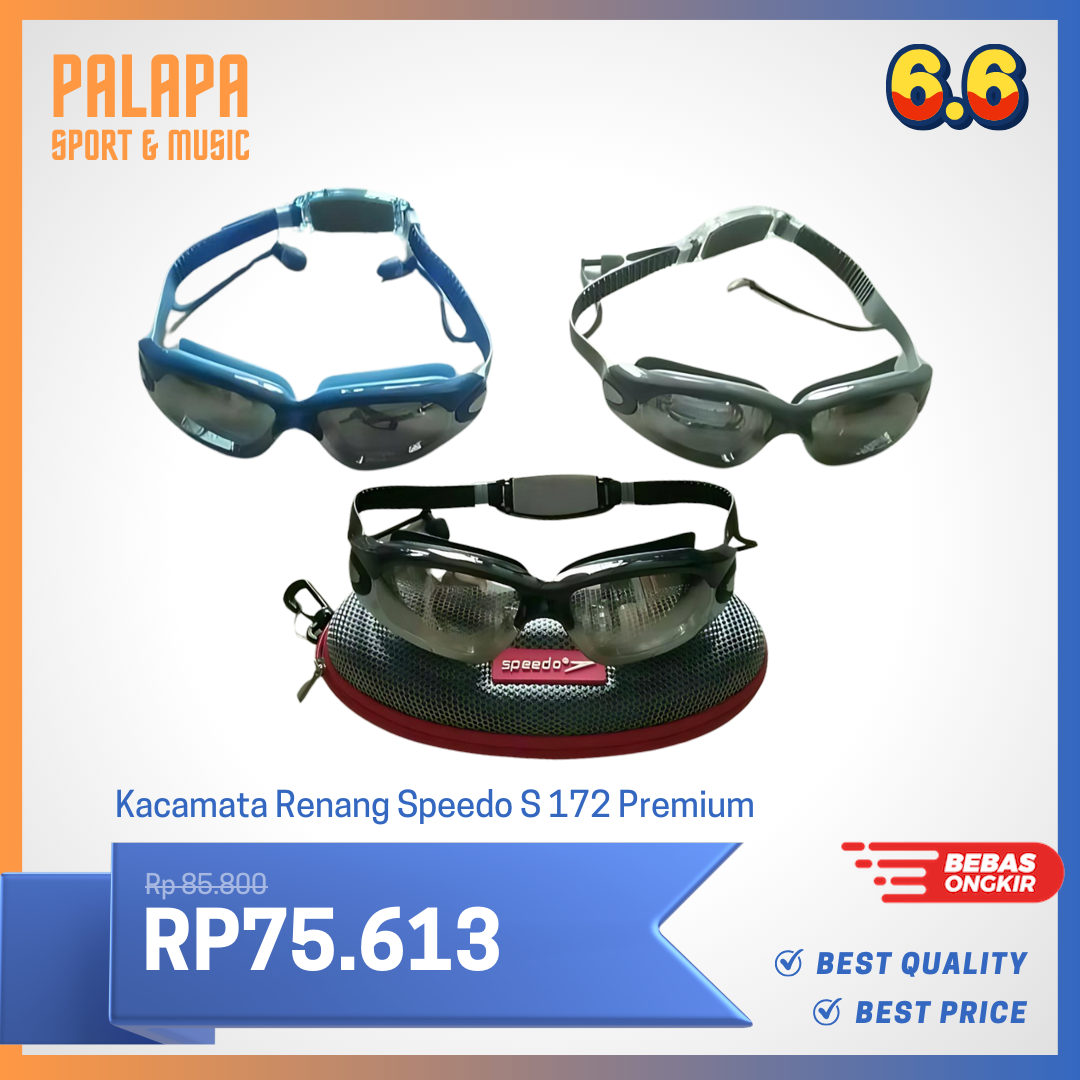 PALAPA
SPORT & MUSIC
6.6
speedo
Kacamata Renang Speedo S 172 Premium
Rp 85.800
RP75.613
BEBAS
ONGKIR
BEST QUALITY
BEST PRICE